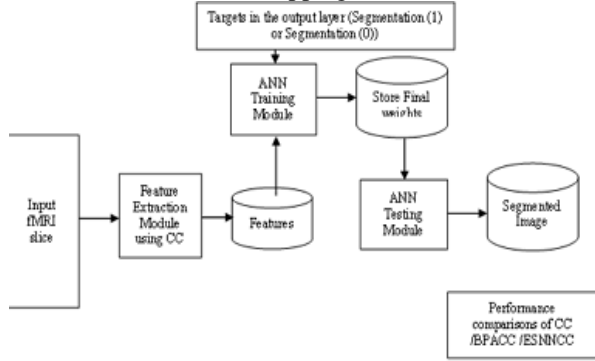 Targets in the output layer (Segmentation (1)
or Segmentation (0))
ANN
Training
Module
Store Final
weights
Input
fMRI
slice
Feature
Extraction
Module
using CC
Features
ANN
Testing
Module
Segmented
Image
Performance
comparisons of CC
/BPACC /ESNNCC